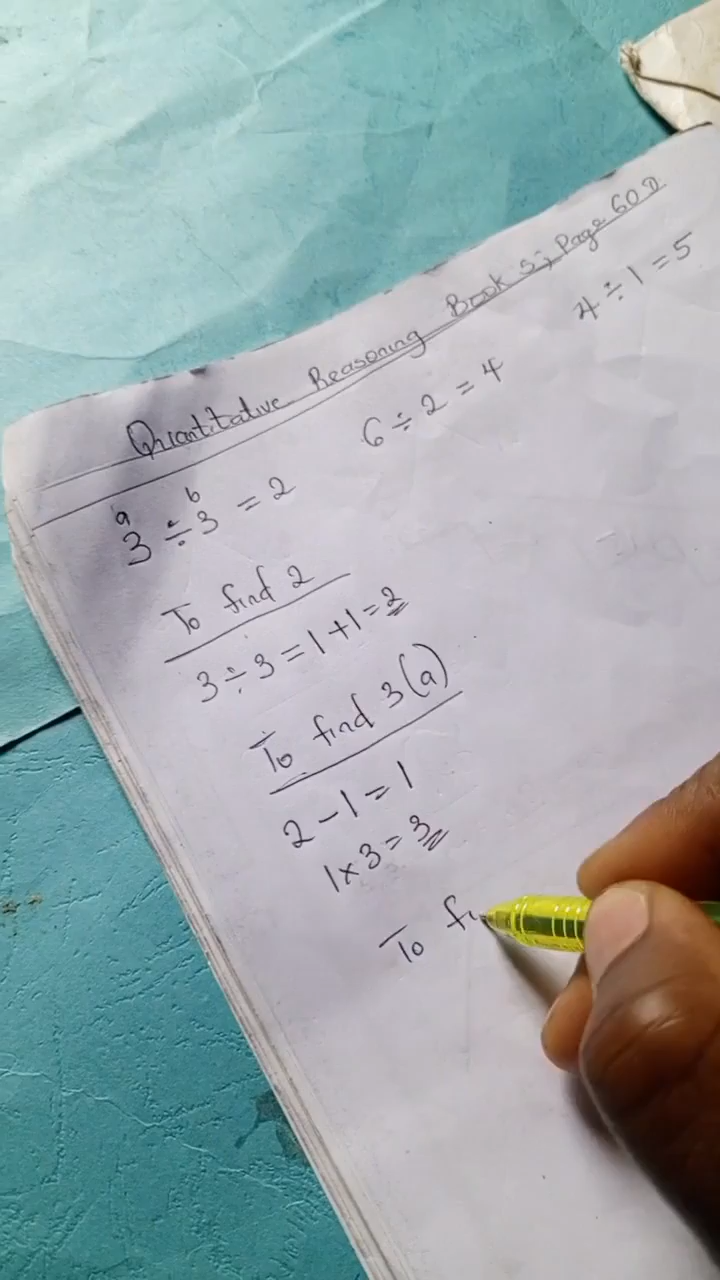 Quantitative Reasoning Book 5; Page 60 D
a b
3 ÷ 3 = 2 6 ÷ 2 = 4 4 ÷ 1 = 5
To find 2
3 ÷ 3 = 1 + 1 = 2
To find 3(a)
2 - 1 = 1
1 × 3 = 3
To fi